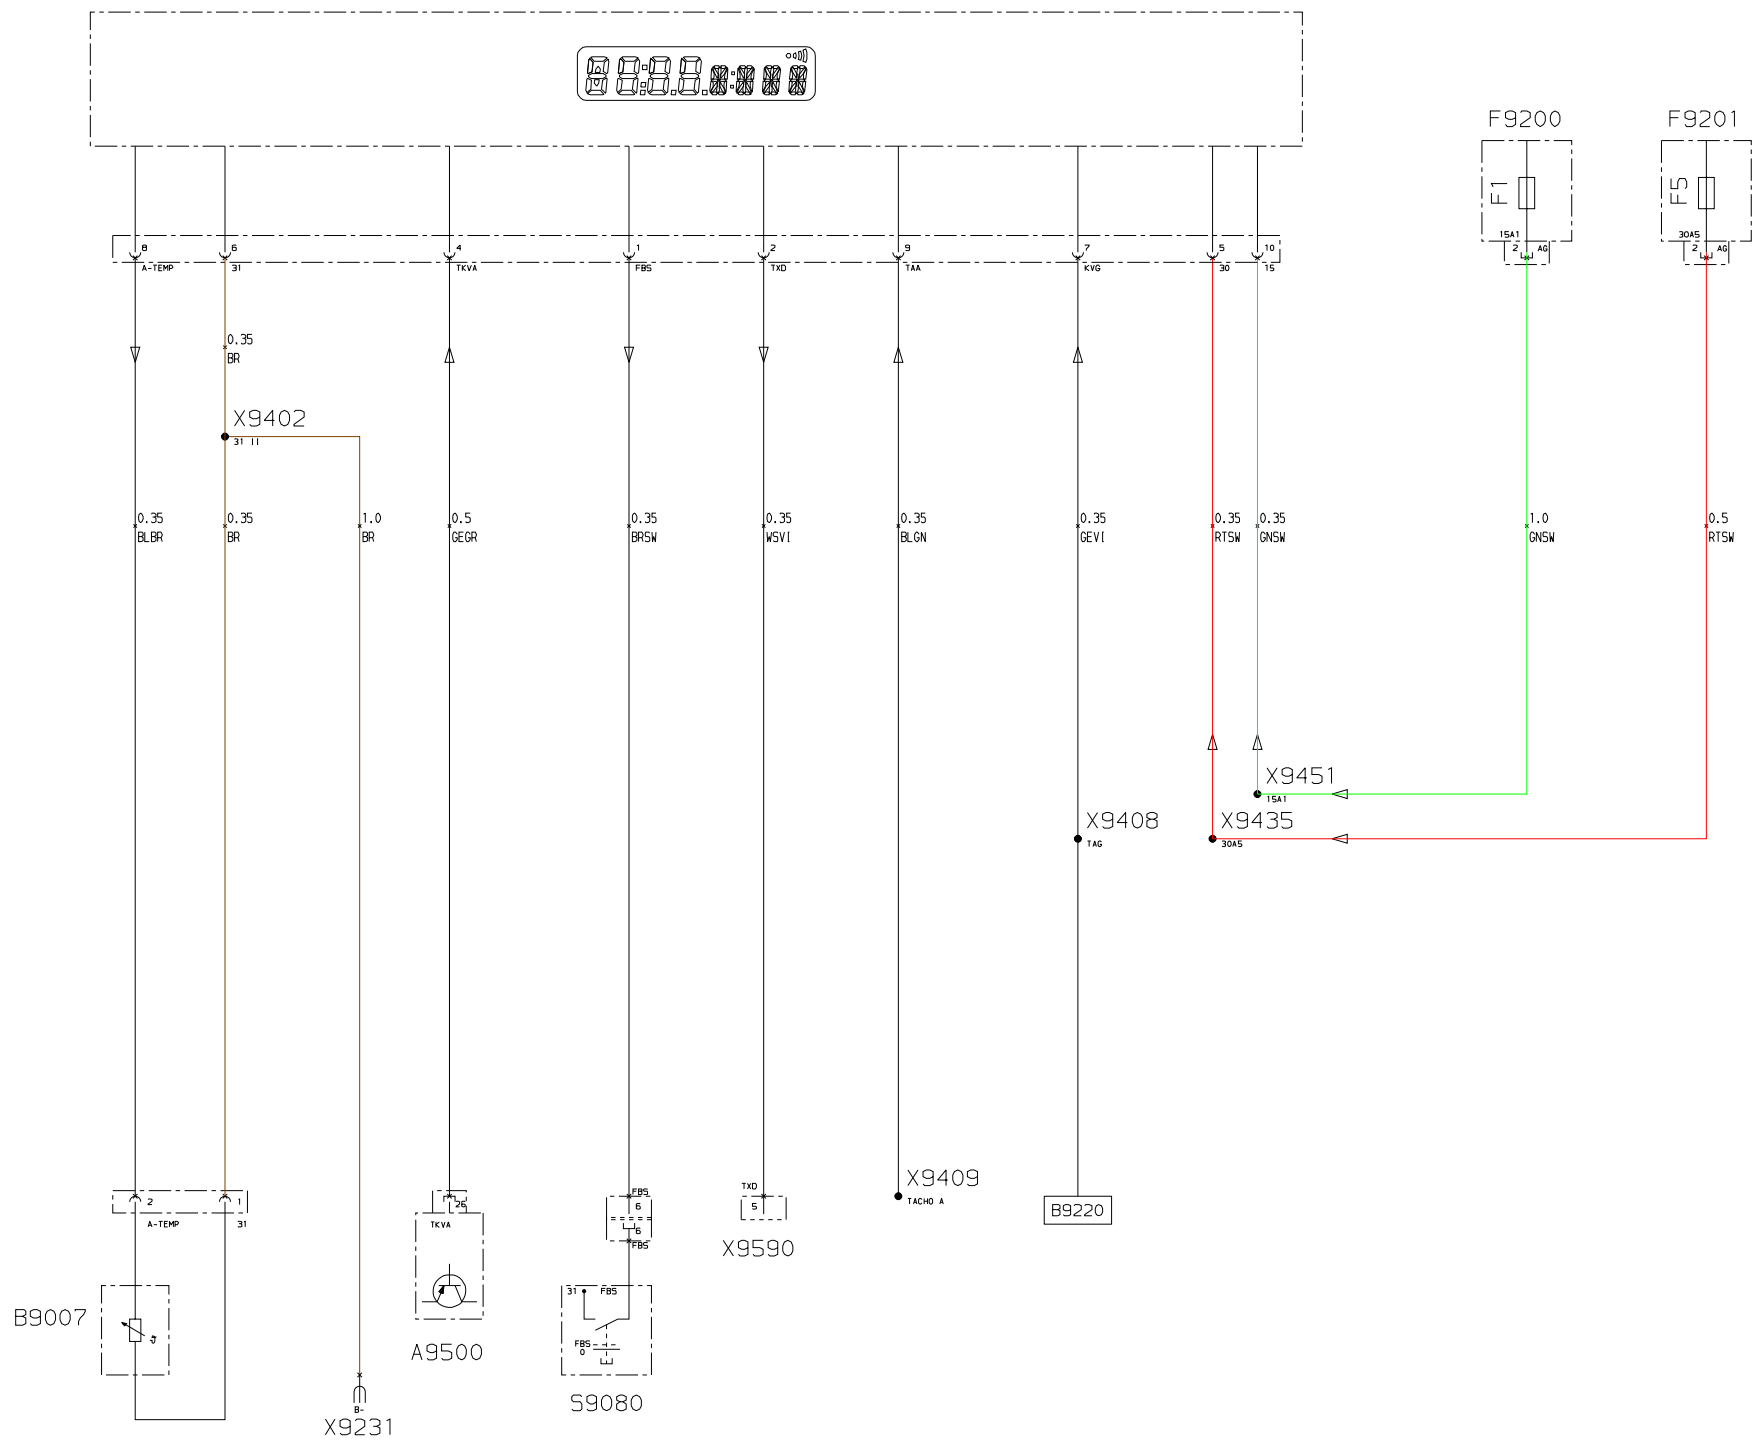 F9200
F9201
F1
F5
15A1
30A5
2 AG
2 AG
8
6
4
1
2
9
7
5
10
A-TEMP
31
TKVA
FBS
TXD
TAA
KVG
30
15
0.35
BR
X9402
31 II
0.35
BLBR
0.35
BR
1.0
BR
0.5
GEGR
0.35
BRSW
0.35
WSVI
0.35
BLGN
0.35
GEVI
0.35
RTSW
0.35
GNSW
1.0
GNSW
0.5
RTSW
X9451
15A1
X9408
TAG
X9435
30A5
2
1
A-TEMP
31
26
TKVA
FBS
6
6
FBS
TXD
5
X9590
X9409
TACHO A
B9220
B9007
A9500
31
FBS
FBS
0
S9080
B-
X9231